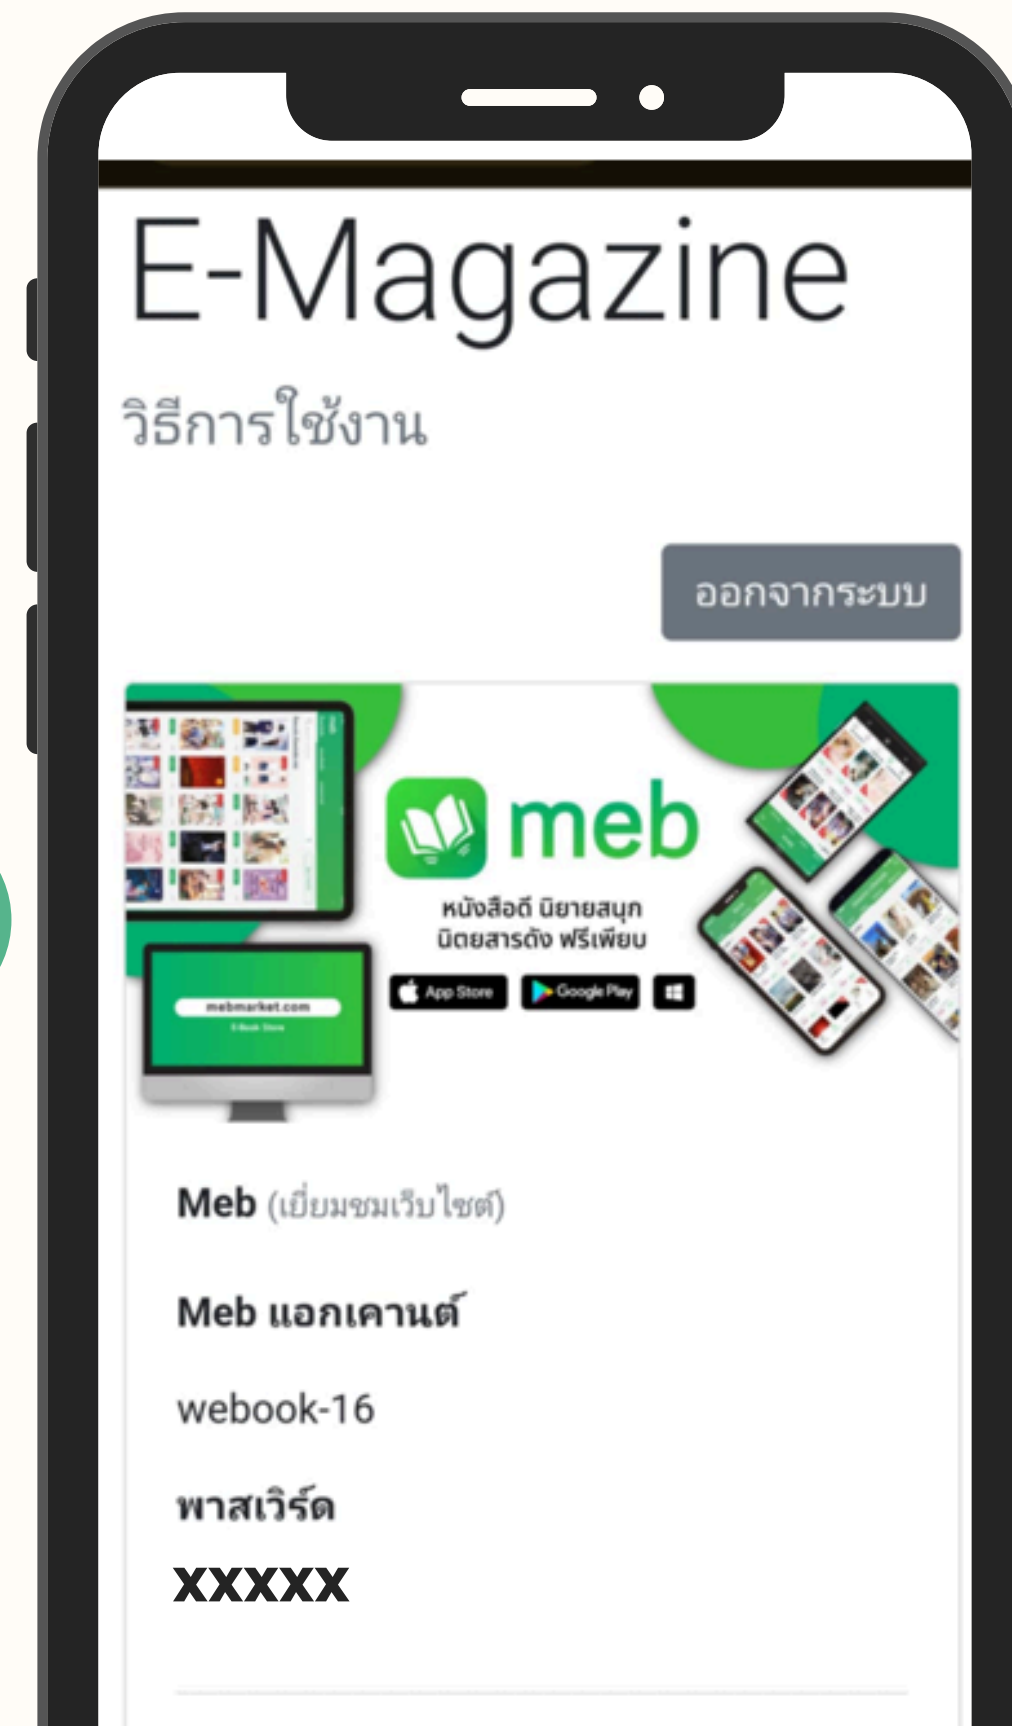 E-Magazine
วิธีการใช้งาน
ออกจากระบบ
meb
หนังสือดี นิยายสนุก
นิตยสารดัง ฟรีเพียบ
App Store Google Play
mebmarket.com
E-Book Store
Meb (เยี่ยมชมเว็บไซต์)
Meb แอกเคานต์
webook-16
พาสเวิร์ด
xxxxx